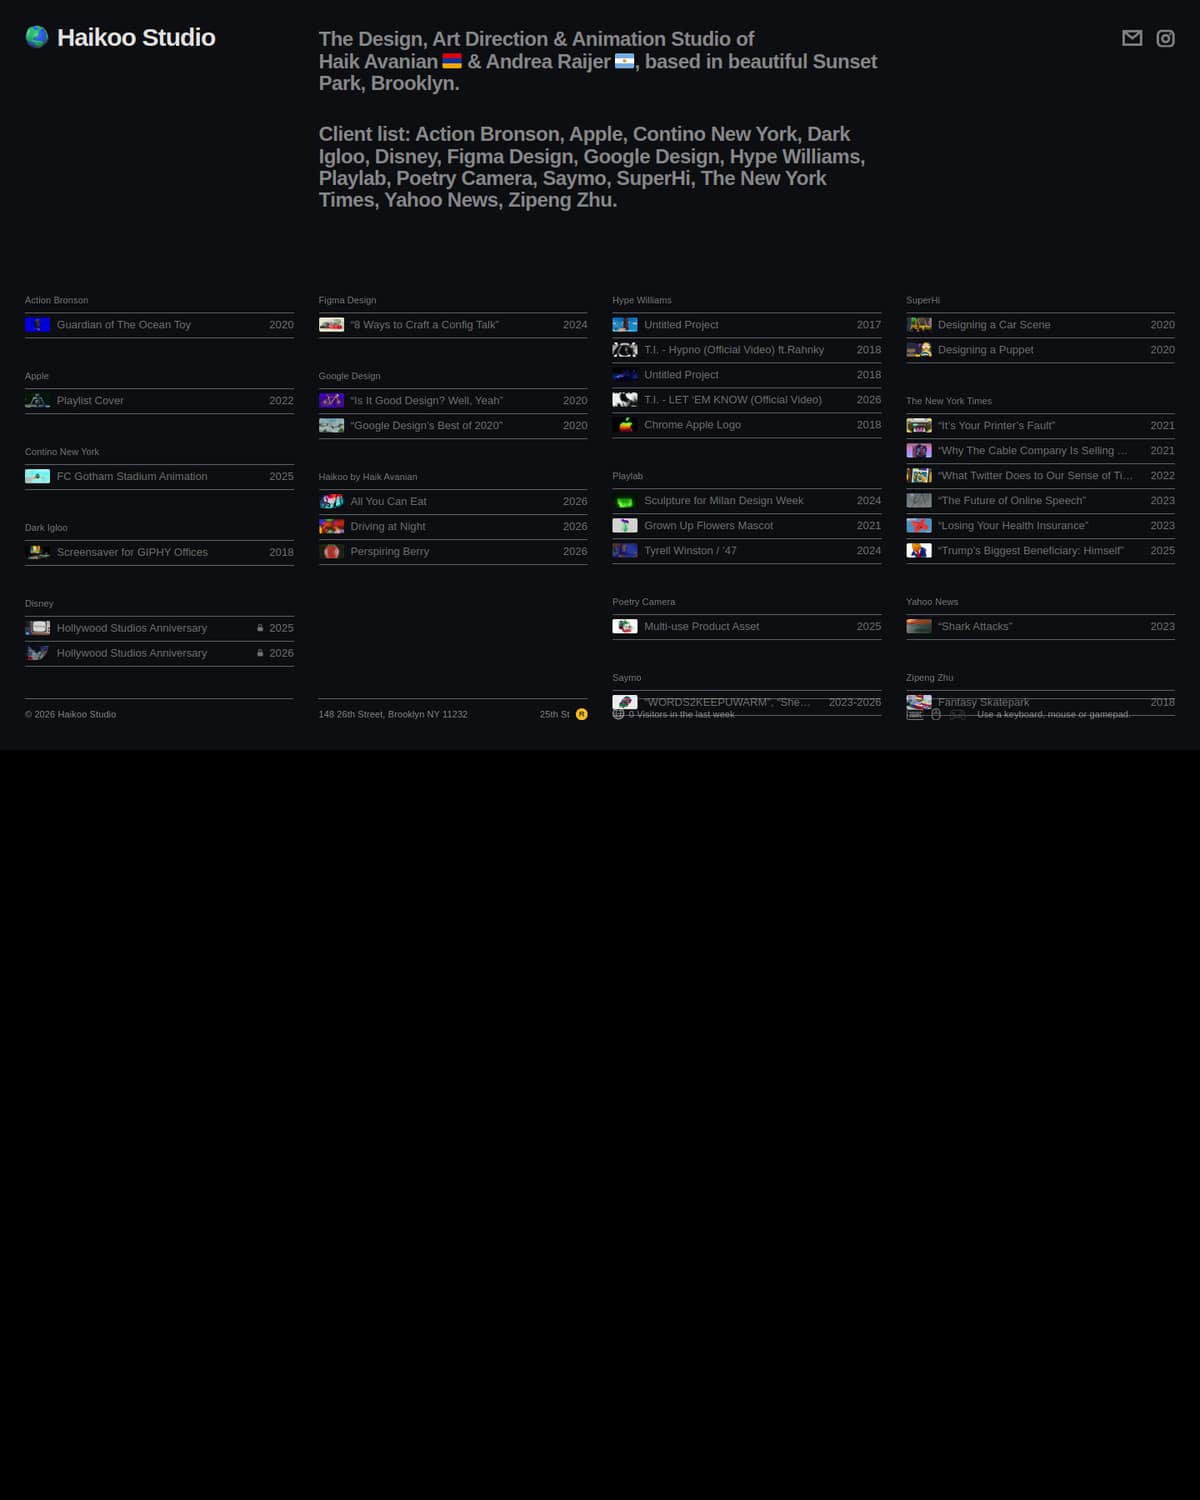 Haikoo Studio
The Design, Art Direction & Animation Studio of
Haik Avanian & Andrea Raijer , based in beautiful Sunset
Park, Brooklyn.
Client list: Action Bronson, Apple, Contino New York, Dark
Igloo, Disney, Figma Design, Google Design, Hype Williams,
Playlab, Poetry Camera, Saymo, SuperHi, The New York
Times, Yahoo News, Zipeng Zhu.
Action Bronson
Guardian of The Ocean Toy 2020
Apple
Playlist Cover 2022
Contino New York
FC Gotham Stadium Animation 2025
Dark Igloo
Screensaver for GIPHY Offices 2018
Disney
Hollywood Studios Anniversary 2025
Hollywood Studios Anniversary 2026
Figma Design
“8 Ways to Craft a Config Talk” 2024
Google Design
“Is It Good Design? Well, Yeah” 2020
“Google Design’s Best of 2020” 2020
Haikoo by Haik Avanian
All You Can Eat 2026
Driving at Night 2026
Perspiring Berry 2026
Hype Williams
Untitled Project 2017
T.I. - Hypno (Official Video) ft.Rahnky 2018
Untitled Project 2018
T.I. - LET ‘EM KNOW (Official Video) 2026
Chrome Apple Logo 2018
Playlab
Sculpture for Milan Design Week 2024
Grown Up Flowers Mascot 2021
Tyrell Winston / ’47 2024
Poetry Camera
Multi-use Product Asset 2025
Saymo
“WORDS2KEEPUWARM”, “She… 2023-2026
SuperHi
Designing a Car Scene 2020
Designing a Puppet 2020
The New York Times
“It’s Your Printer’s Fault” 2021
“Why The Cable Company Is Selling … 2021
“What Twitter Does to Our Sense of Ti… 2022
“The Future of Online Speech” 2023
“Losing Your Health Insurance” 2023
“Trump’s Biggest Beneficiary: Himself” 2025
Yahoo News
“Shark Attacks” 2023
Zipeng Zhu
Fantasy Skatepark 2018
© 2026 Haikoo Studio
148 26th Street, Brooklyn NY 11232
25th St R
0 Visitors in the last week
Use a keyboard, mouse or gamepad.